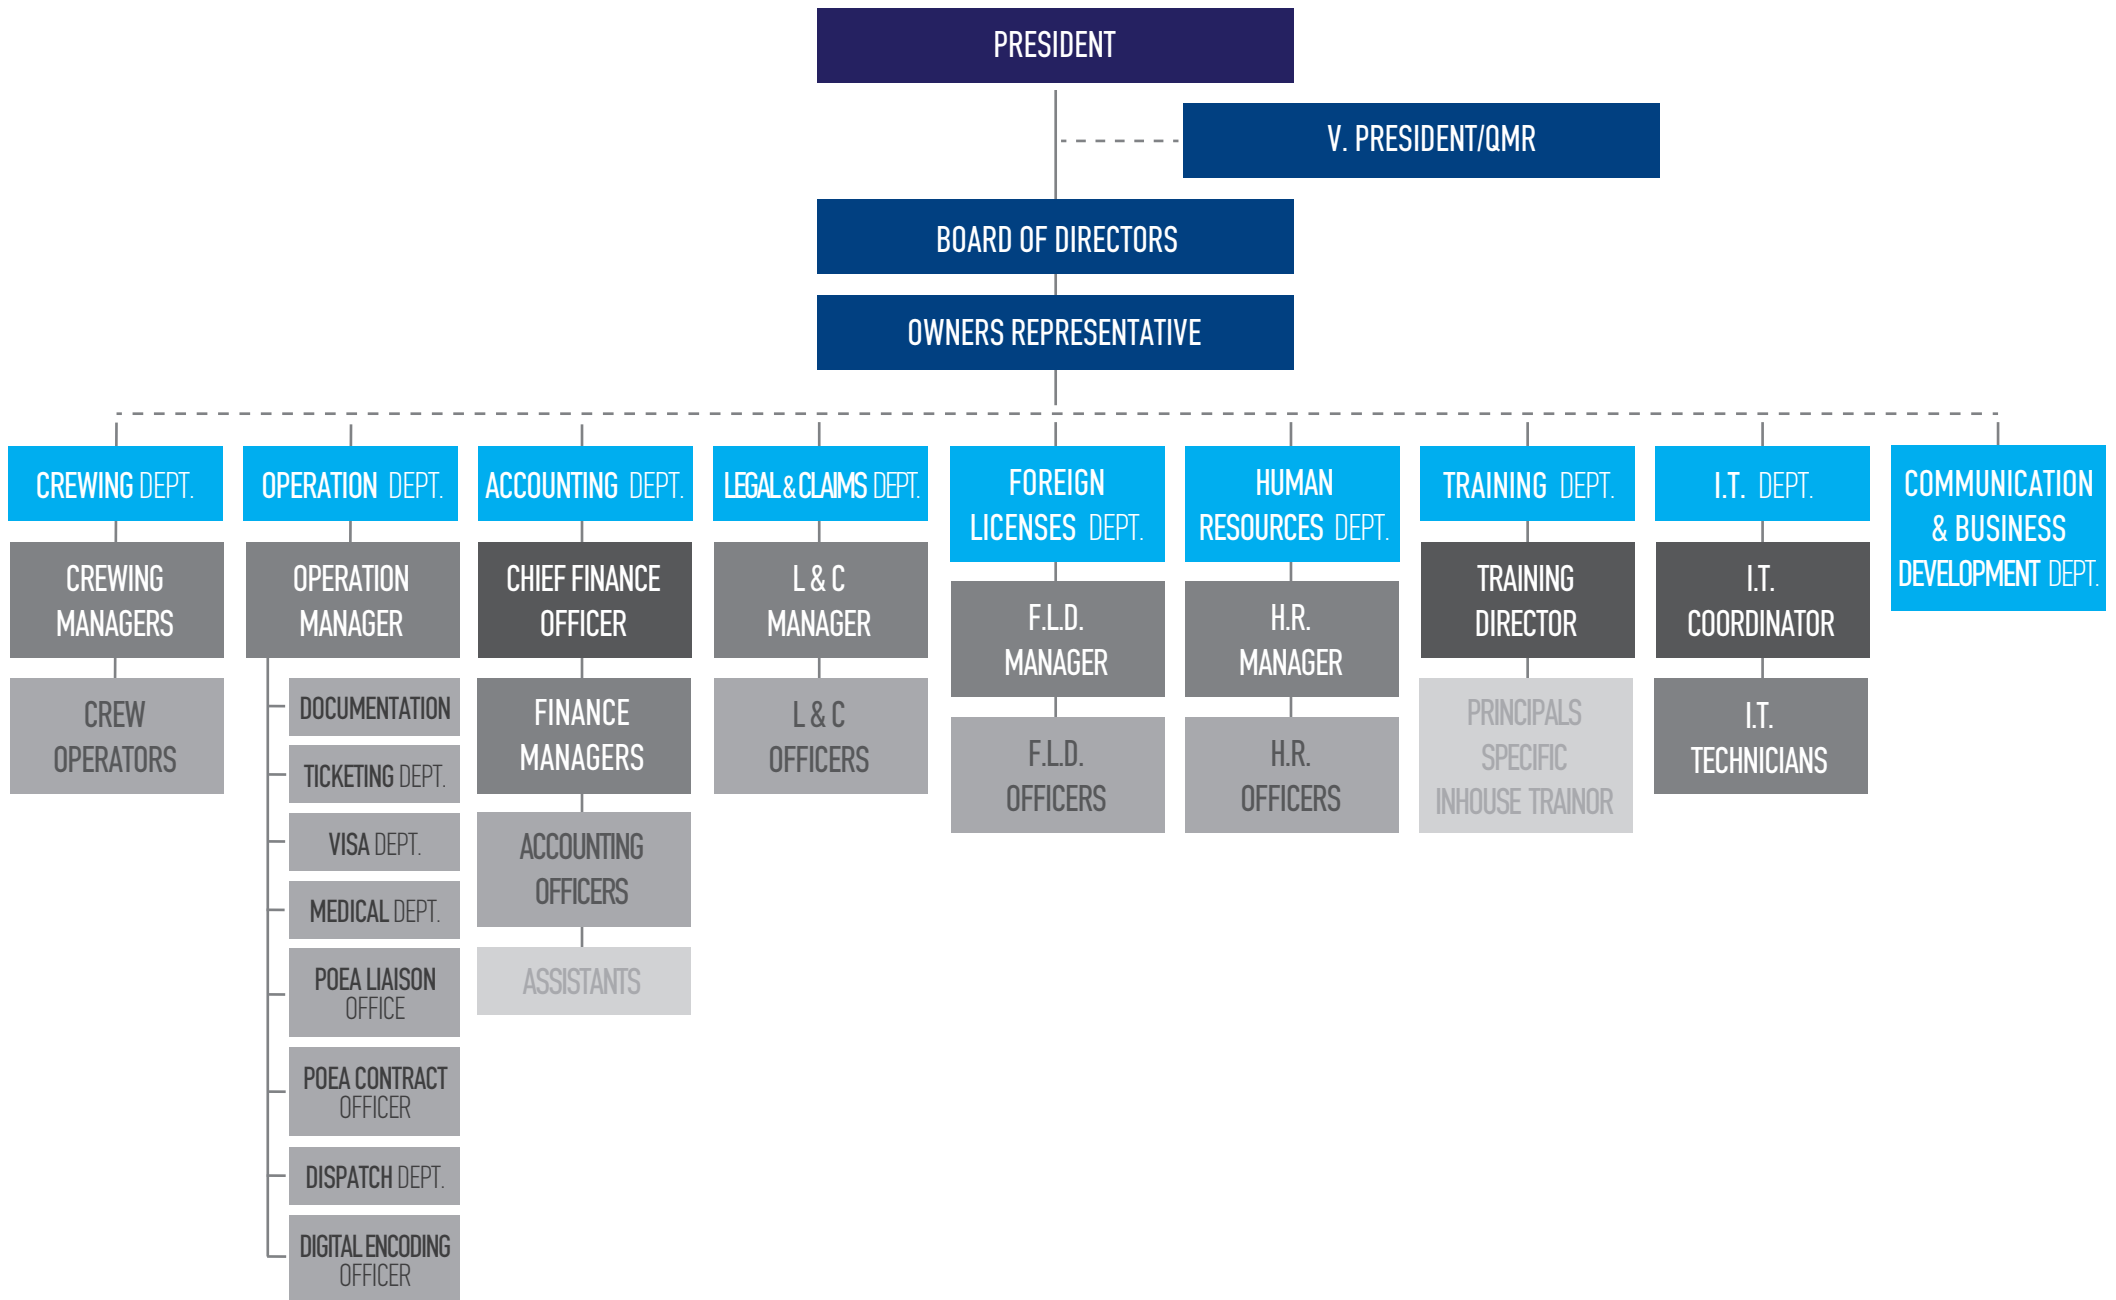 PRESIDENT
V. PRESIDENT/QMR
BOARD OF DIRECTORS
OWNERS REPRESENTATIVE
CREWING DEPT.
CREWING
MANAGERS
CREW
OPERATORS
OPERATION DEPT.
OPERATION
MANAGER
DOCUMENTATION
TICKETING DEPT.
VISA DEPT.
MEDICAL DEPT.
POEA LIAISON
OFFICE
POEA CONTRACT
OFFICER
DISPATCH DEPT.
DIGITAL ENCODING
OFFICER
ACCOUNTING DEPT.
CHIEF FINANCE
OFFICER
FINANCE
MANAGERS
ACCOUNTING
OFFICERS
ASSISTANTS
LEGAL & CLAIMS DEPT.
L & C
MANAGER
L & C
OFFICERS
FOREIGN
LICENSES DEPT.
F.L.D.
MANAGER
F.L.D.
OFFICERS
HUMAN
RESOURCES DEPT.
H.R.
MANAGER
H.R.
OFFICERS
TRAINING DEPT.
TRAINING
DIRECTOR
PRINCIPALS
SPECIFIC
INHOUSE TRAINOR
I.T. DEPT.
I.T.
COORDINATOR
I.T.
TECHNICIANS
COMMUNICATION
& BUSINESS
DEVELOPMENT DEPT.